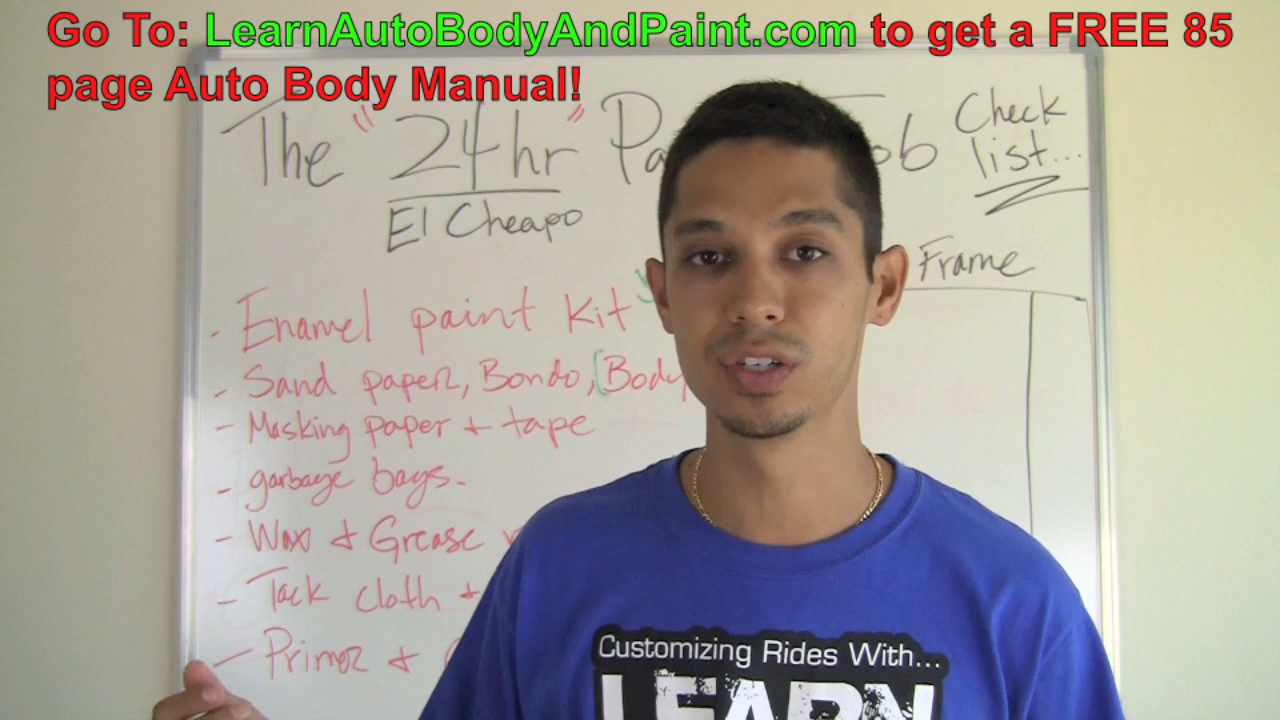 Go To: LearnAutoBodyAndPaint.com to get a FREE 85
page Auto Body Manual!
The "24hr" Pa Job Check
list...
El Cheapo
Frame
- Enamel paint Kit
- Sand paper, Bondo, (Body
- Masking paper + tape
- garbage bags.
- Wax & Grease
- Tack cloth +
- Primer +
Customizing Rides With...
LEARN